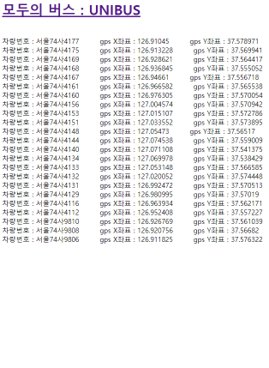 모두의 버스 : UNIBUS
차량번호 : 서울74사4177 gps X좌표 : 126.91045 gps Y좌표 : 37.578971
차량번호 : 서울74사4175 gps X좌표 : 126.913228 gps Y좌표 : 37.569941
차량번호 : 서울74사4169 gps X좌표 : 126.928621 gps Y좌표 : 37.564417
차량번호 : 서울74사4168 gps X좌표 : 126.936845 gps Y좌표 : 37.555052
차량번호 : 서울74사4167 gps X좌표 : 126.94661 gps Y좌표 : 37.556718
차량번호 : 서울74사4161 gps X좌표 : 126.966582 gps Y좌표 : 37.565538
차량번호 : 서울74사4160 gps X좌표 : 126.976305 gps Y좌표 : 37.570054
차량번호 : 서울74사4156 gps X좌표 : 127.004574 gps Y좌표 : 37.570942
차량번호 : 서울74사4153 gps X좌표 : 127.015107 gps Y좌표 : 37.572786
차량번호 : 서울74사4151 gps X좌표 : 127.033552 gps Y좌표 : 37.573895
차량번호 : 서울74사4148 gps X좌표 : 127.05473 gps Y좌표 : 37.56517
차량번호 : 서울74사4144 gps X좌표 : 127.074538 gps Y좌표 : 37.559009
차량번호 : 서울74사4140 gps X좌표 : 127.071108 gps Y좌표 : 37.541375
차량번호 : 서울74사4134 gps X좌표 : 127.069978 gps Y좌표 : 37.538429
차량번호 : 서울74사4133 gps X좌표 : 127.053148 gps Y좌표 : 37.566585
차량번호 : 서울74사4132 gps X좌표 : 127.020052 gps Y좌표 : 37.574448
차량번호 : 서울74사4131 gps X좌표 : 126.992472 gps Y좌표 : 37.570513
차량번호 : 서울74사4129 gps X좌표 : 126.980995 gps Y좌표 : 37.57019
차량번호 : 서울74사4116 gps X좌표 : 126.963934 gps Y좌표 : 37.562171
차량번호 : 서울74사4112 gps X좌표 : 126.952408 gps Y좌표 : 37.557227
차량번호 : 서울74사9810 gps X좌표 : 126.926769 gps Y좌표 : 37.561039
차량번호 : 서울74사9808 gps X좌표 : 126.920756 gps Y좌표 : 37.56682
차량번호 : 서울74사9806 gps X좌표 : 126.911825 gps Y좌표 : 37.576322